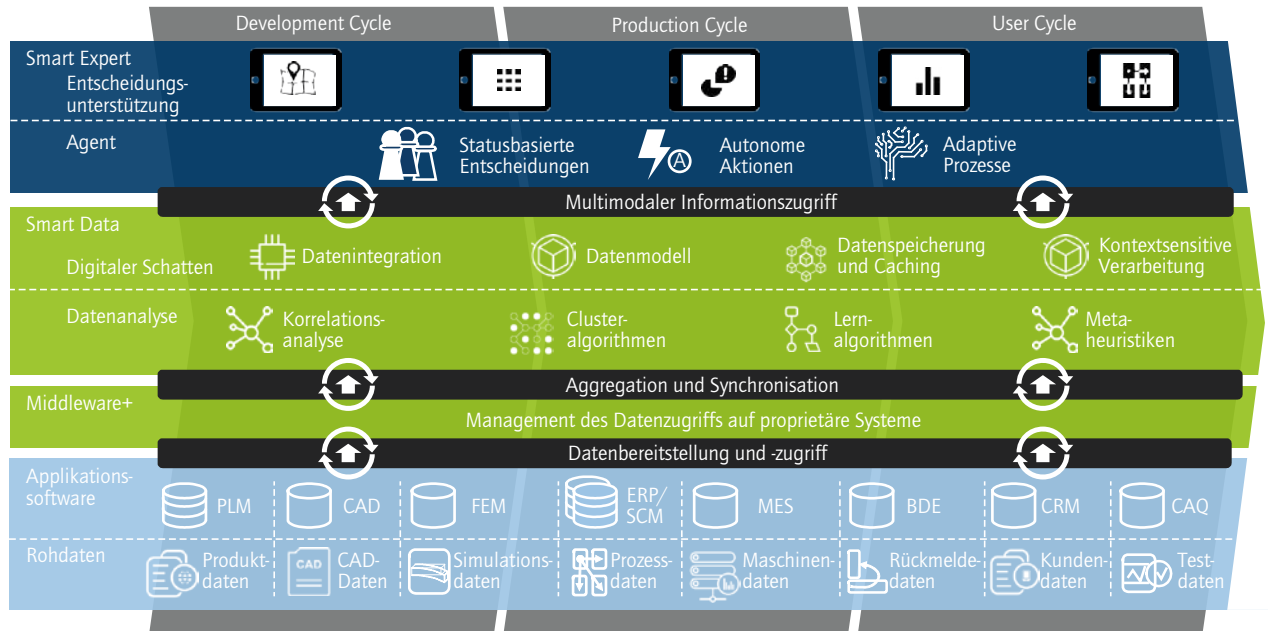 Development Cycle
Production Cycle
User Cycle
Smart Expert
Entscheidungs-
unterstützung
Agent
Statusbasierte
Entscheidungen
A
Autonome
Aktionen
Adaptive
Prozesse
Multimodaler Informationszugriff
Smart Data
Digitaler Schatten
Datenintegration
Datenmodell
Datenspeicherung
und Caching
Kontextsensitive
Verarbeitung
Datenanalyse
Korrelations-
analyse
Cluster-
algorithmen
Lern-
algorithmen
Meta-
heuristiken
Aggregation und Synchronisation
Middleware+
Management des Datenzugriffs auf proprietäre Systeme
Datenbereitstellung und -zugriff
Applikations-
software
PLM
CAD
FEM
ERP/
SCM
MES
BDE
CRM
CAQ
Rohdaten
Produkt-
daten
CAD
CAD-
Daten
Simulations-
daten
Prozess-
daten
Maschinen-
daten
Rückmelde-
daten
Kunden-
daten
Test-
daten